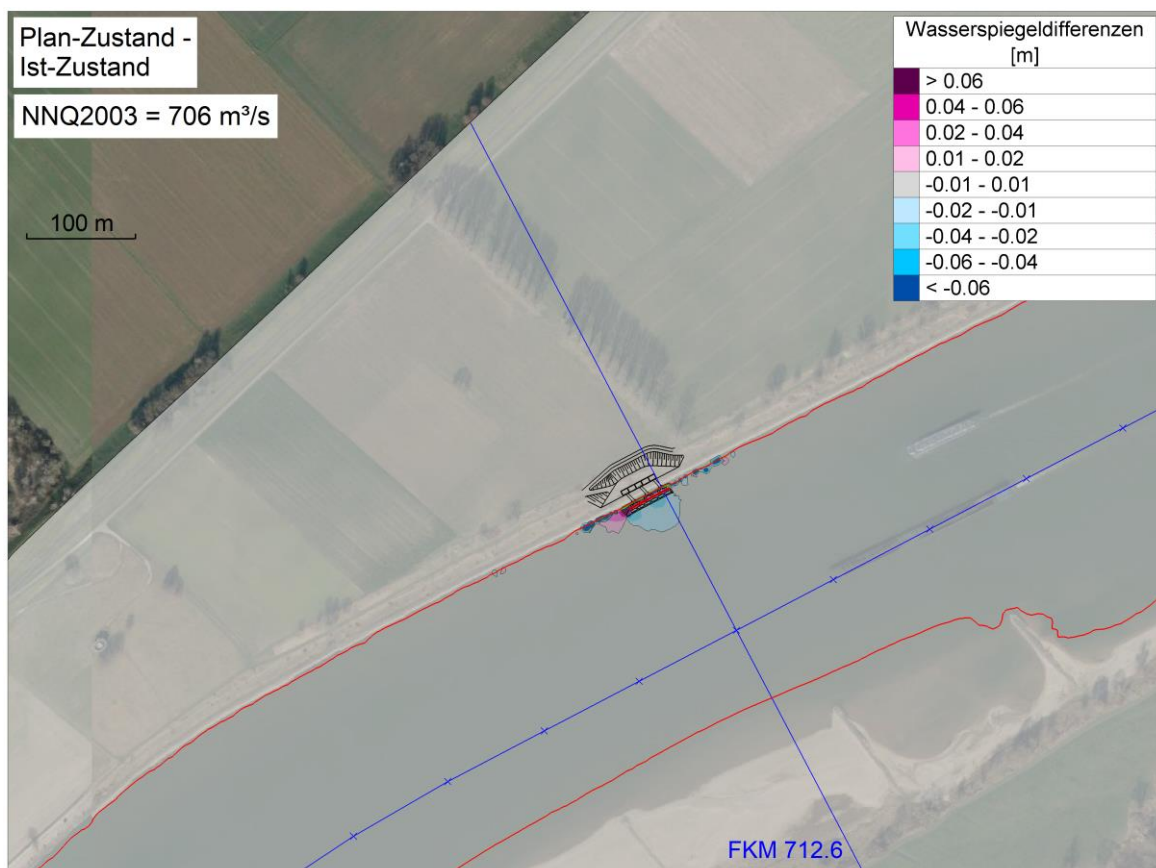 Plan-Zustand -
Ist-Zustand
NNQ2003 = 706 m³/s
100 m
Wasserspiegeldifferenzen
[m]
> 0.06
0.04 - 0.06
0.02 - 0.04
0.01 - 0.02
-0.01 - 0.01
-0.02 - -0.01
-0.04 - -0.02
-0.06 - -0.04
< -0.06
FKM 712.6